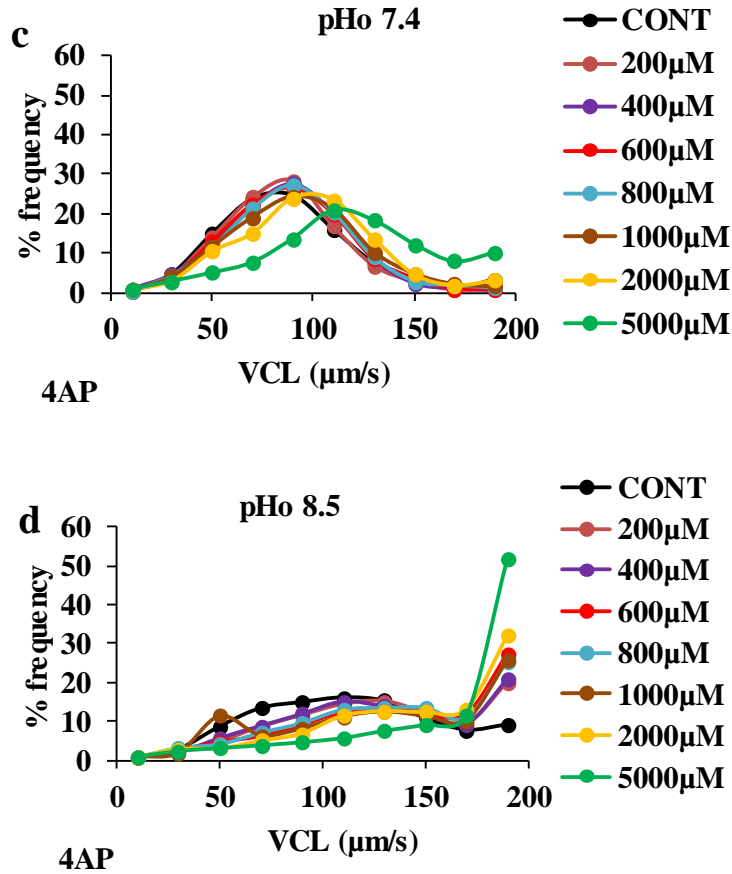 c
pHo 7.4
% frequency
60
50
40
30
20
10
0
0 50 100 150 200
VCL (µm/s)
4AP
CONT
200µM
400µM
600µM
800µM
1000µM
2000µM
5000µM
d
pHo 8.5
% frequency
60
50
40
30
20
10
0
0 50 100 150 200
VCL (µm/s)
4AP
CONT
200µM
400µM
600µM
800µM
1000µM
2000µM
5000µM